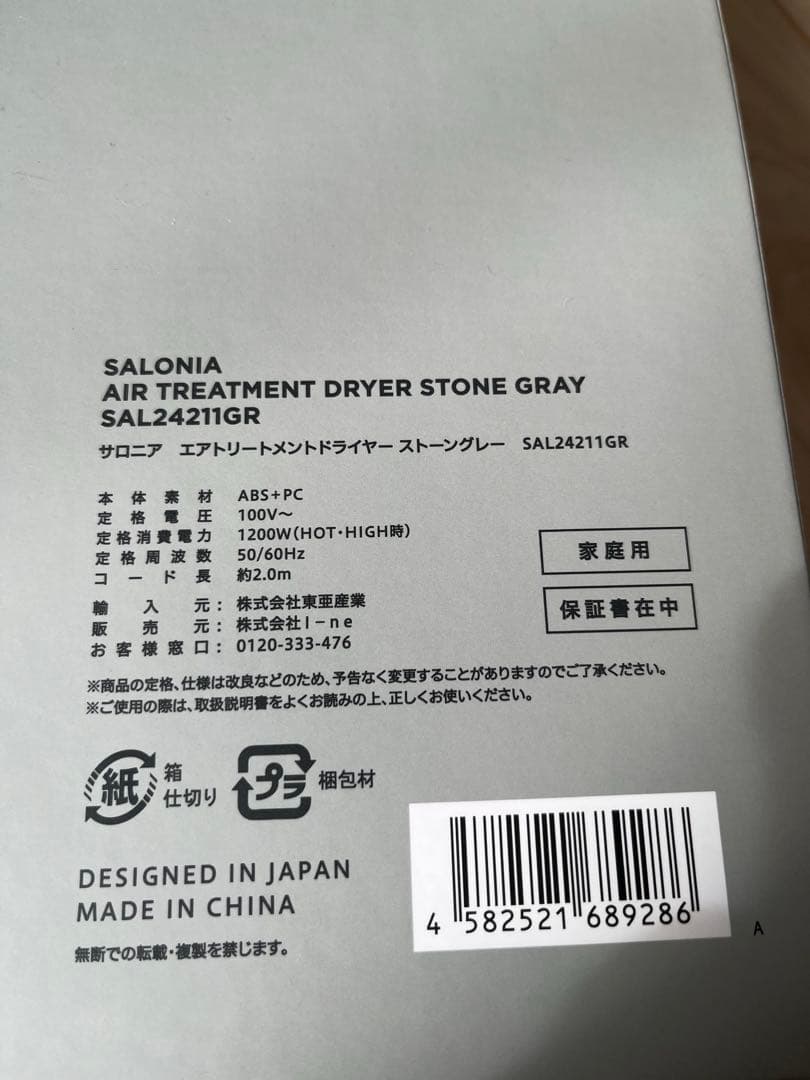 SALONIA
AIR TREATMENT DRYER STONE GRAY
SAL24211GR
サロニア エアトリートメントドライヤー ストーングレー SAL24211GR
本体素材 ABS+PC
定格電圧 100V～
定格消費電力 1200W(HOT・HIGH時)
定格周波数 50/60Hz
コード長 約2.0m
家庭用
輸入元: 株式会社東亜産業
販売元: 株式会社I-ne
お客様窓口: 0120-333-476
保証書在中
※商品の定格、仕様は改良などのため、予告なく変更することがありますのでご了承ください。
※ご使用の際は、取扱説明書をよくお読みの上、正しくお使いください。
紙 箱
仕切り
プラ 梱包材
DESIGNED IN JAPAN
MADE IN CHINA
無断での転載・複製を禁じます。
4 582521 689286
A